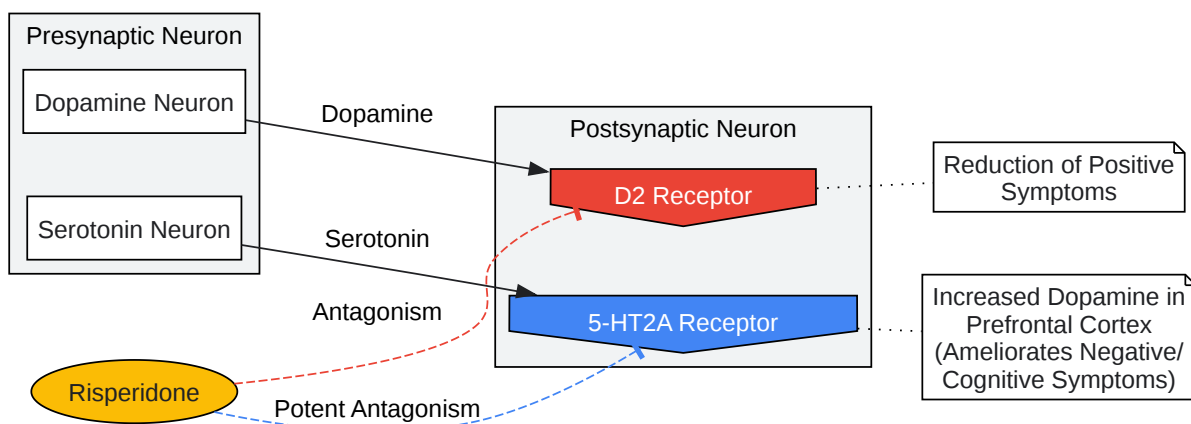 Presynaptic Neuron
Dopamine Neuron
Serotonin Neuron
Dopamine
Serotonin
Antagonism
Potent Antagonism
Risperidone
Postsynaptic Neuron
D2 Receptor
5-HT2A Receptor
Reduction of Positive
Symptoms
Increased Dopamine in
Prefrontal Cortex
(Ameliorates Negative/
Cognitive Symptoms)